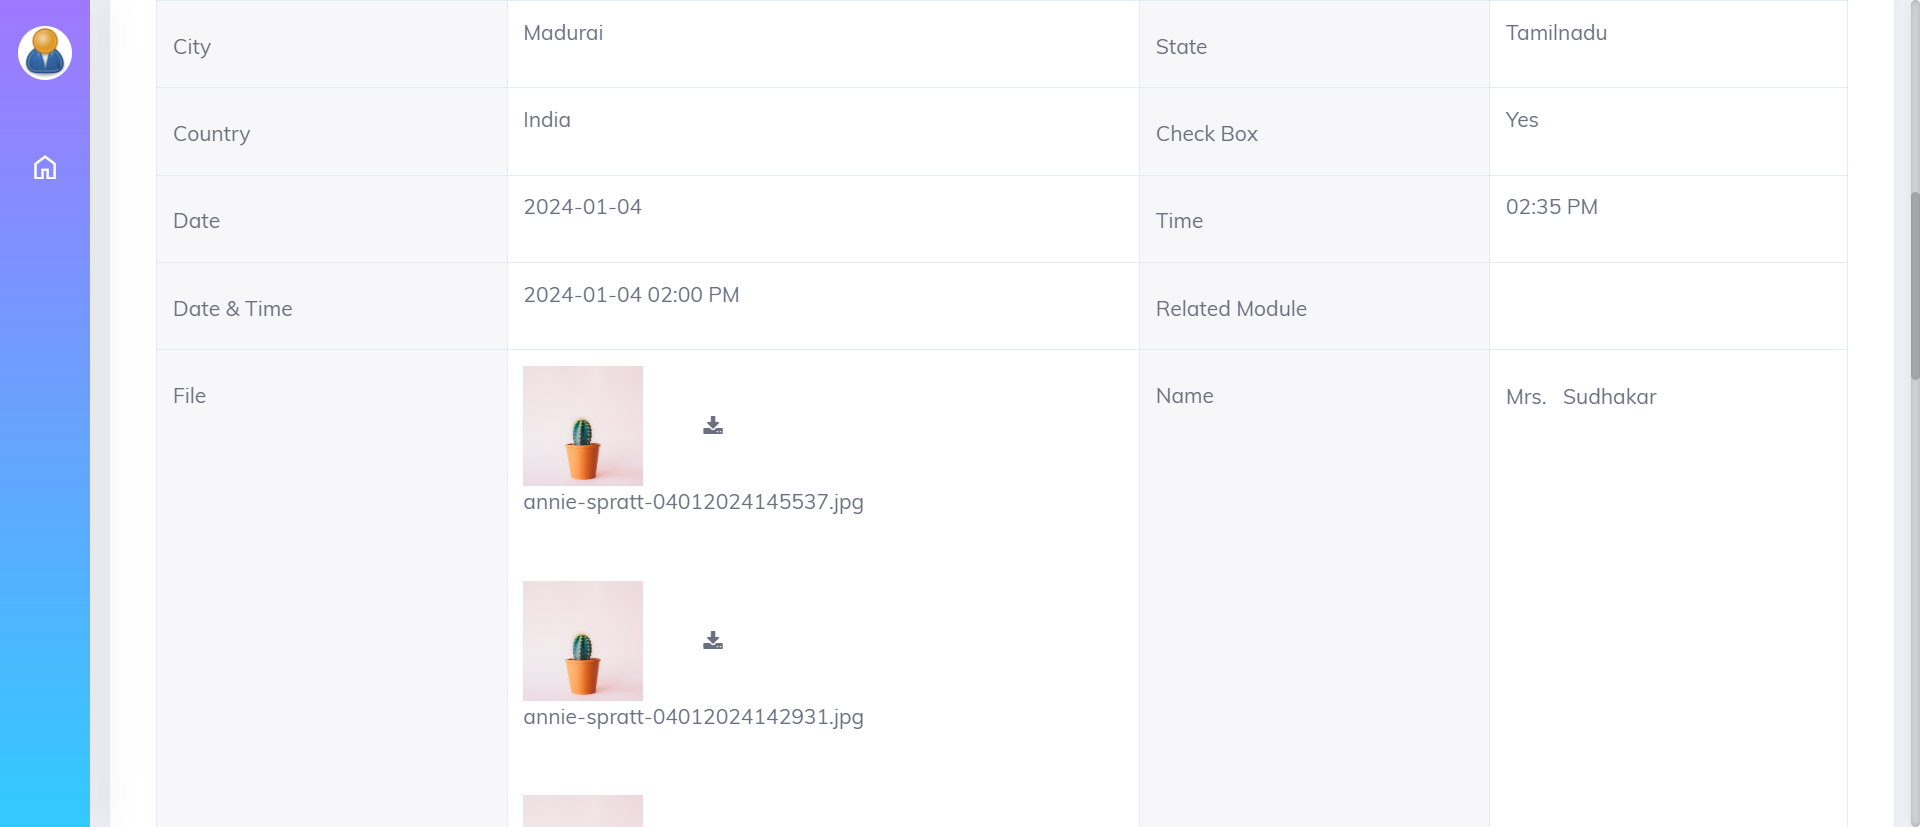 City Madurai State Tamilnadu
Country India Check Box Yes
Date 2024-01-04 Time 02:35 PM
Date & Time 2024-01-04 02:00 PM Related Module
File Name Mrs. Sudhakar
annie-spratt-04012024145537.jpg
annie-spratt-04012024142931.jpg